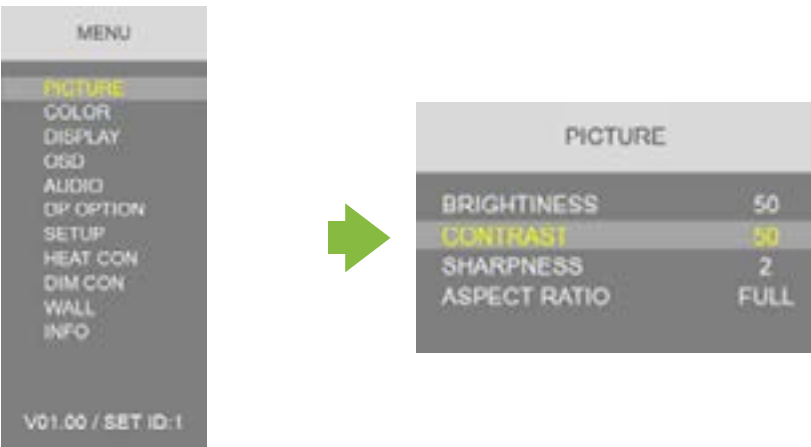 MENU
PICTURE
COLOR
DISPLAY
OSD
AUDIO
DP OPTION
SETUP
HEAT CON
DIM CON
WALL
INFO
V01.00 / SET ID:1
PICTURE
BRIGHTINESS 50
CONTRAST 50
SHARPNESS 2
ASPECT RATIO FULL